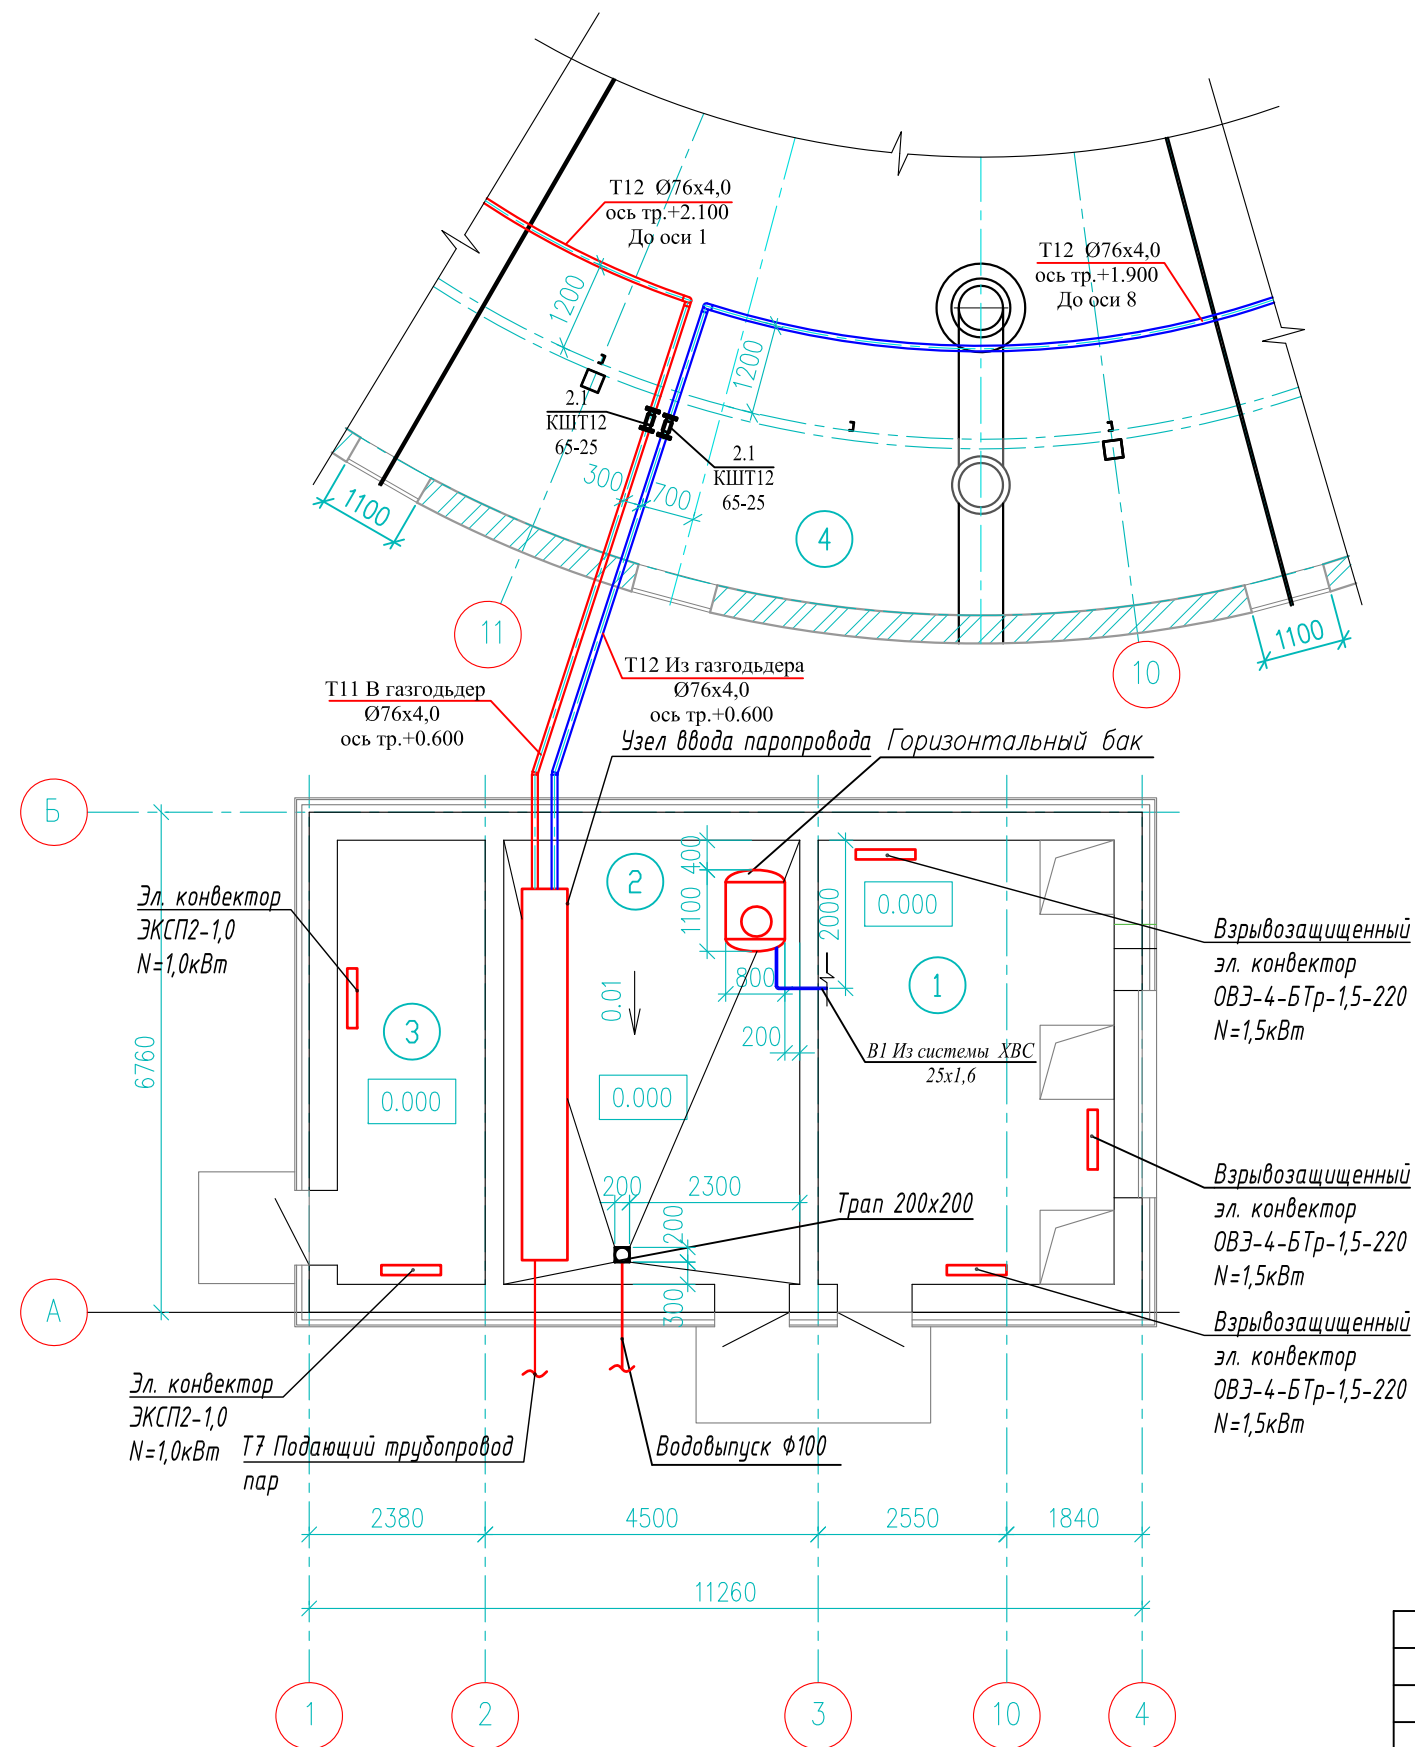 Т12 Ø76х4,0
ось тр.+2.100
До оси 1
Т12 Ø76х4,0
ось тр.+1.900
До оси 8
1200
1200
2.1
КШТ12
65-25
2.1
КШТ12
65-25
300
700
1100
4
1100
11
10
Т12 Из газгодьдера
Ø76х4,0
ось тр.+0.600
Т11 В газгодьдер
Ø76х4,0
ось тр.+0.600
Узел ввода паропровода
Горизонтальный бак
Б
400
2
1100
2000
0.000
Эл. конвектор
ЭКСП2-1,0
N=1,0кВт
Взрывозащищенный
эл. конвектор
ОВЭ-4-БТр-1,5-220
N=1,5кВт
800
1
0.01
3
200
6760
В1 Из системы ХВС
25х1,6
0.000
0.000
Взрывозащищенный
эл. конвектор
ОВЭ-4-БТр-1,5-220
N=1,5кВт
200
2300
Трап 200х200
200
300
А
Взрывозащищенный
эл. конвектор
ОВЭ-4-БТр-1,5-220
N=1,5кВт
Эл. конвектор
ЭКСП2-1,0
N=1,0кВт
Т7 Подающий трубопровод
пар
Водовыпуск Ф100
2380
4500
2550
1840
11260
1
2
3
10
4